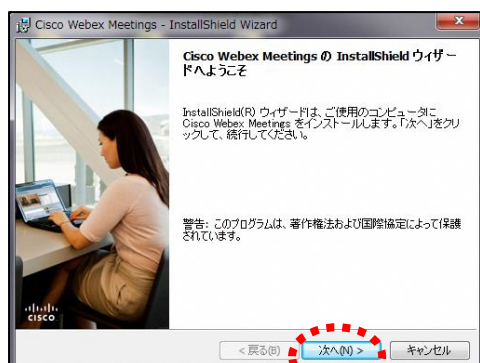 Cisco Webex Meetings - InstallShield Wizard
Cisco Webex Meetings の InstallShield ウィザー
ドへようこそ
InstallShield(R) ウィザードは、ご使用のコンピュータに
Cisco Webex Meetings をインストールします。「次へ」をクリ
ックして、続行してください。
警告: このプログラムは、著作権法および国際協定によって保護
されています。
CISCO
< 戻る(B)
次へ(N) >
キャンセル